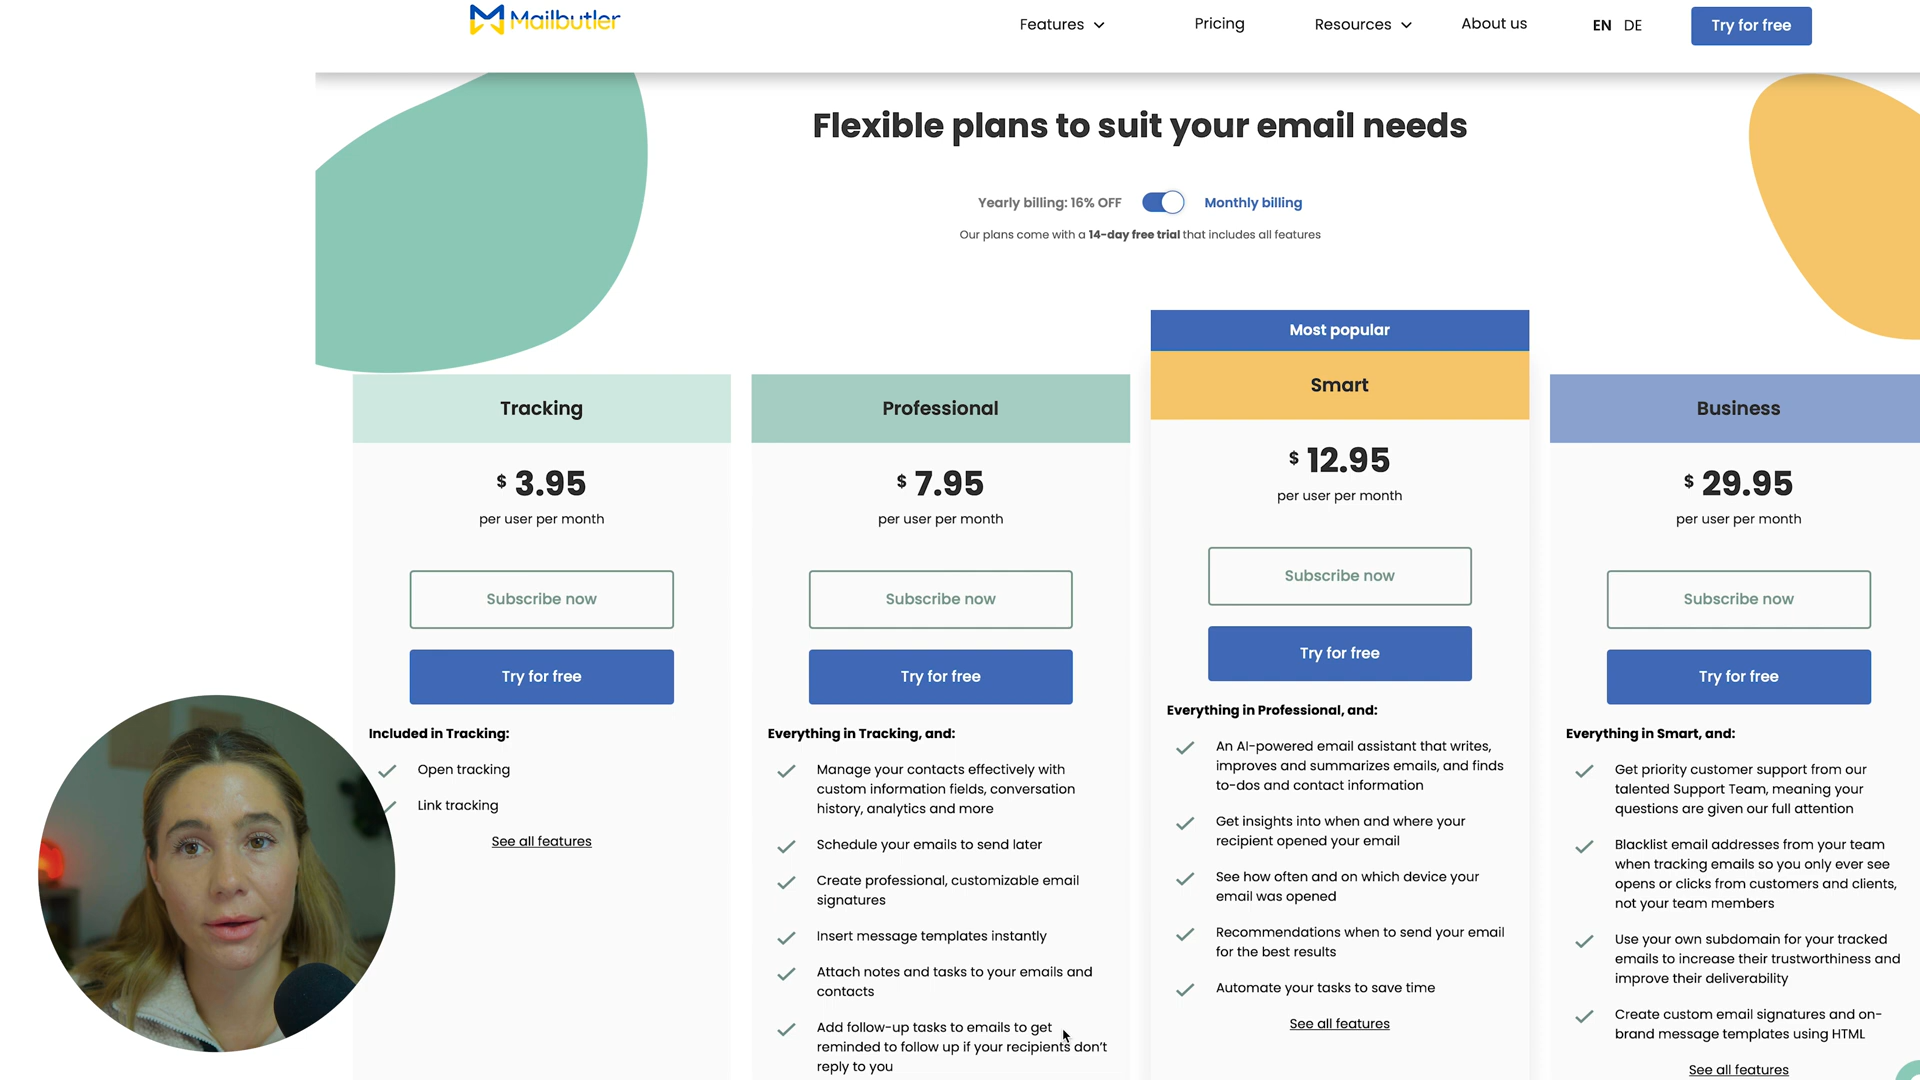 Mailbutler
Features
Pricing
Resources
About us
EN DE
Try for free
Flexible plans to suit your email needs
Yearly billing: 16% OFF
Monthly billing
Our plans come with a 14-day free trial that includes all features
Tracking
$ 3.95
per user per month
Subscribe now
Try for free
Included in Tracking:
Open tracking
Link tracking
See all features
Professional
$ 7.95
per user per month
Subscribe now
Try for free
Everything in Tracking, and:
Manage your contacts effectively with
custom information fields, conversation
history, analytics and more
Schedule your emails to send later
Create professional, customizable email
signatures
Insert message templates instantly
Attach notes and tasks to your emails and
contacts
Add follow-up tasks to emails to get
reminded to follow up if your recipients don't
reply to you
Most popular
Smart
$ 12.95
per user per month
Subscribe now
Try for free
Everything in Professional, and:
An AI-powered email assistant that writes,
improves and summarizes emails, and finds
to-dos and contact information
Get insights into when and where your
recipient opened your email
See how often and on which device your
email was opened
Recommendations when to send your email
for the best results
Automate your tasks to save time
See all features
Business
$ 29.95
per user per month
Subscribe now
Try for free
Everything in Smart, and:
Get priority customer support from our
talented Support Team, meaning your
questions are given our full attention
Blacklist email addresses from your team
when tracking emails so you only ever see
opens or clicks from customers and clients,
not your team members
Use your own subdomain for your tracked
emails to increase their trustworthiness and
improve their deliverability
Create custom email signatures and on-
brand message templates using HTML
See all features